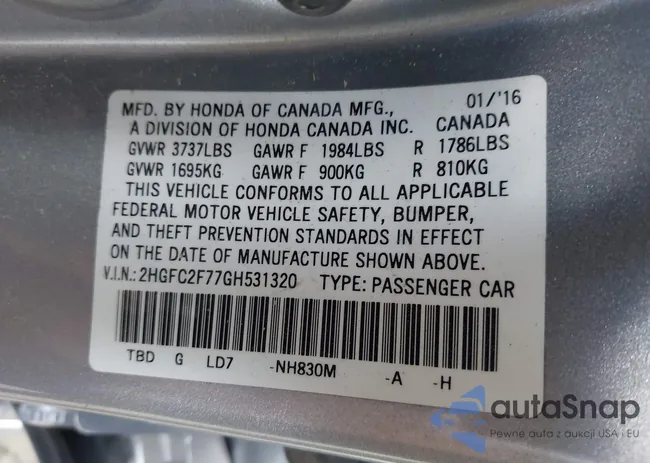 MFD. BY HONDA OF CANADA MFG., 01/'16
A DIVISION OF HONDA CANADA INC. CANADA
GVWR 3737LBS GAWR F 1984LBS R 1786LBS
GVWR 1695KG GAWR F 900KG R 810KG
THIS VEHICLE CONFORMS TO ALL APPLICABLE
FEDERAL MOTOR VEHICLE SAFETY, BUMPER,
AND THEFT PREVENTION STANDARDS IN EFFECT
ON THE DATE OF MANUFACTURE SHOWN ABOVE.
V.I.N.: 2HGFC2F77GH531320 TYPE: PASSENGER CAR
TBD G LD7 -NH830M -A -H
autaSnap
Pewne auta z aukcji USA i EU